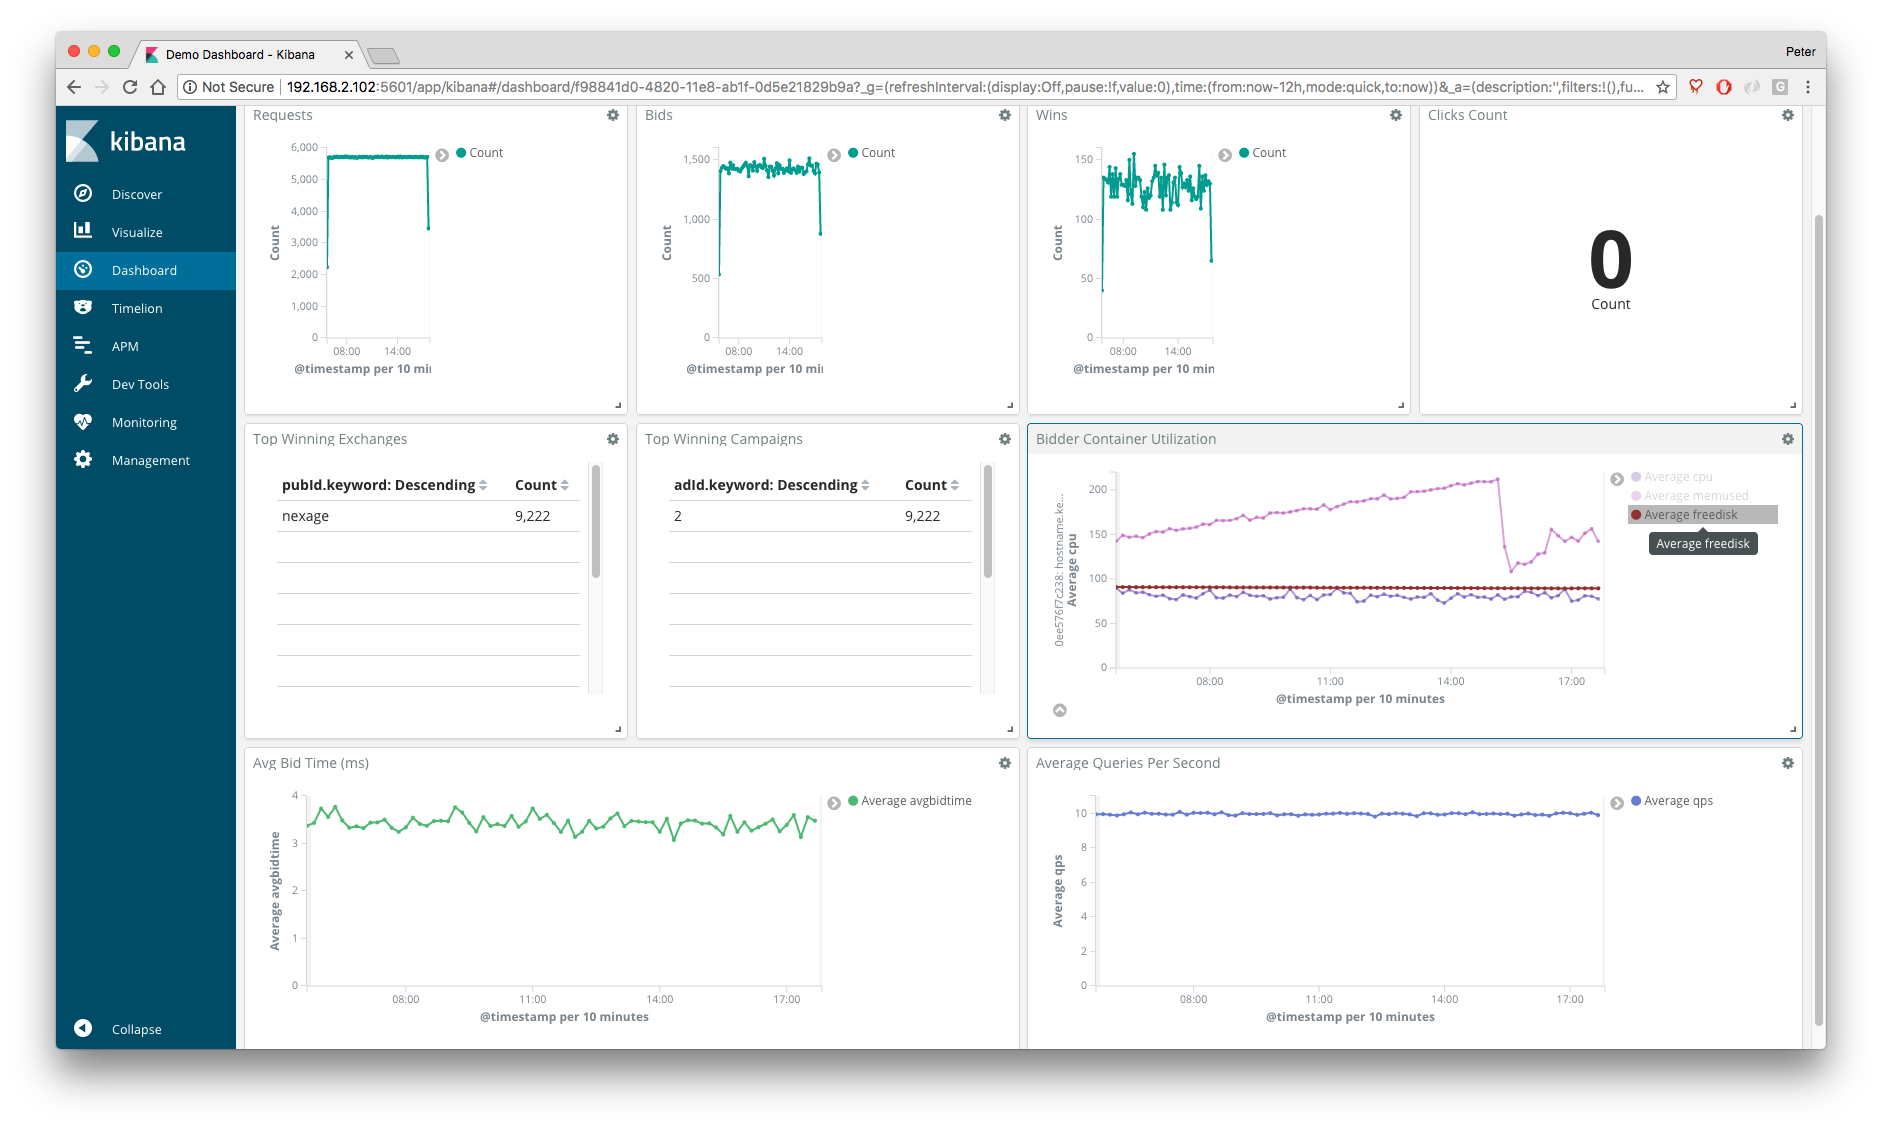 Demo Dashboard - Kibana
Peter
Not Secure 192.168.2.102:5601/app/kibana#/dashboard/f98841d0-4820-11e8-ab1f-0d5e21829b9a?_g=(refreshInterval:(display:Off,pause:!f,value:0),time:(from:now-12h,mode:quick,to:now))&_a=(description:'',filters:!(),fu...
kibana
Discover
Visualize
Dashboard
Timelion
APM
Dev Tools
Monitoring
Management
Collapse
Requests
6,000
5,000
4,000
3,000
2,000
1,000
0
Count
08:00 14:00
@timestamp per 10 mi
Count
Bids
1,500
1,000
500
0
Count
08:00 14:00
@timestamp per 10 mi
Count
Wins
150
100
50
0
Count
08:00 14:00
@timestamp per 10 min
Count
Clicks Count
0
Count
Top Winning Exchanges
pubId.keyword: Descending Count
nexage 9,222
Top Winning Campaigns
adId.keyword: Descending Count
2 9,222
Bidder Container Utilization
200
150
100
50
0
0ee576f7c238: hostname.ke...
Average cpu
08:00 11:00 14:00 17:00
@timestamp per 10 minutes
Average cpu
Average memused
Average freedisk
Average freedisk
Avg Bid Time (ms)
4
3
2
1
0
Average avgbidtime
08:00 11:00 14:00 17:00
@timestamp per 10 minutes
Average avgbidtime
Average Queries Per Second
10
8
6
4
2
0
Average qps
08:00 11:00 14:00 17:00
@timestamp per 10 minutes
Average qps